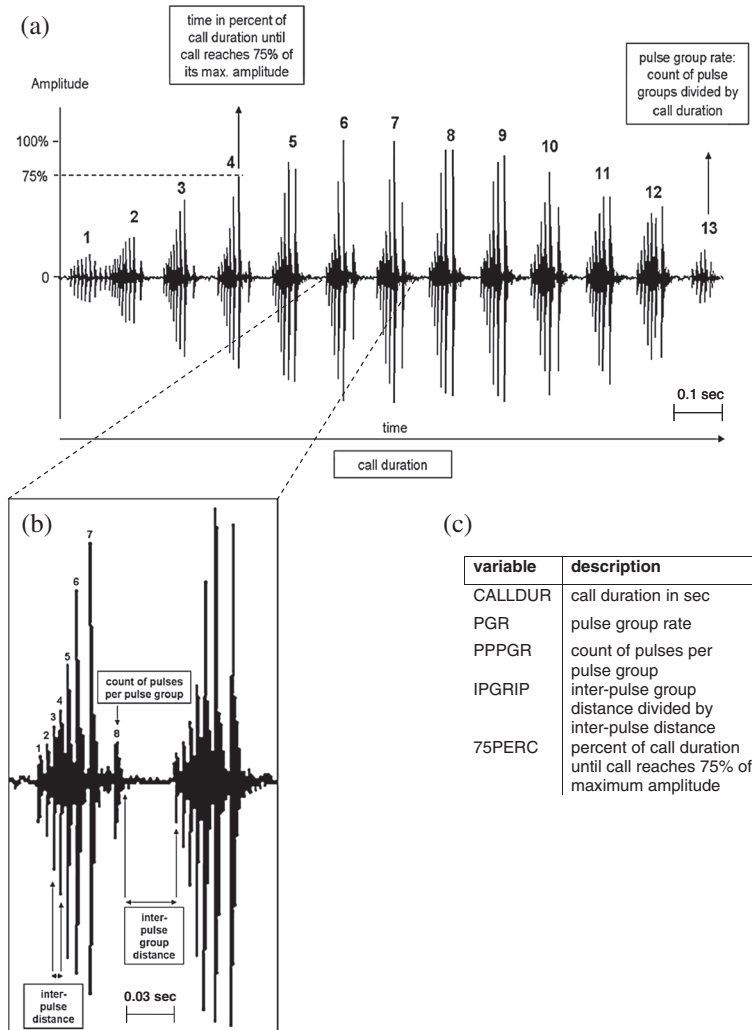 (a)
time in percent of
call duration until
call reaches 75% of
its max. amplitude
pulse group rate:
count of pulse
groups divided by
call duration
Amplitude
100%
75%
0
1
2
3
4
5
6
7
8
9
10
11
12
13
0.1 sec
time
call duration
(b)
1
2
3
4
5
6
7
8
count of pulses
per pulse group
inter-
pulse
group
distance
inter-
pulse
distance
0.03 sec
(c)
variable description
CALLDUR call duration in sec
PGR pulse group rate
PPPGR count of pulses per
pulse group
IPGRIP inter-pulse group
distance divided by
inter-pulse distance
75PERC percent of call duration
until call reaches 75% of
maximum amplitude